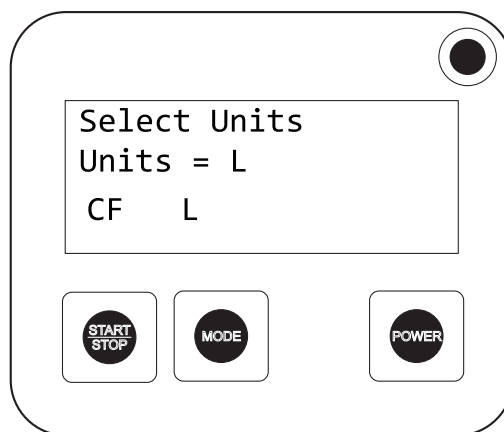 Select Units
Units = L
CF L
START
STOP
MODE
POWER